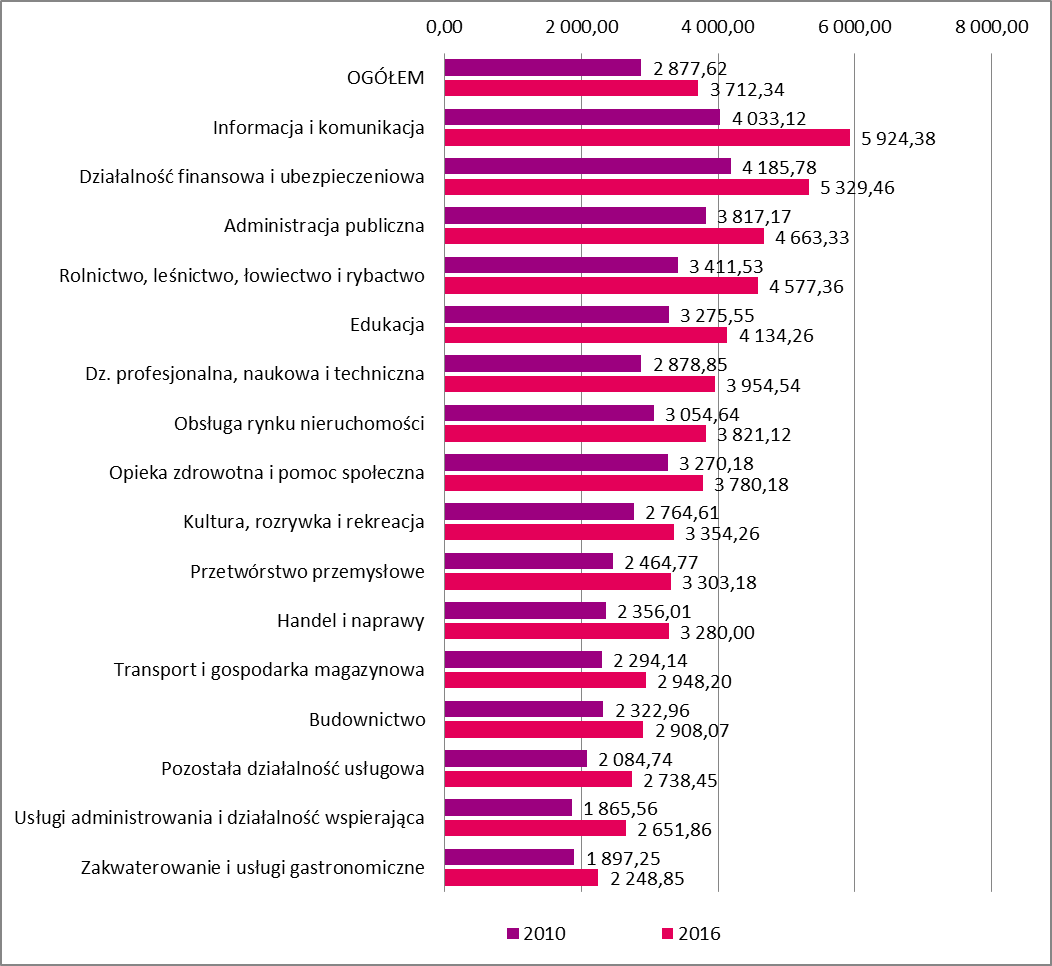 0,00 2 000,00 4 000,00 6 000,00 8 000,00
OGÓŁEM 2 877,62
3 712,34
Informacja i komunikacja 4 033,12
5 924,38
Działalność finansowa i ubezpieczeniowa 4 185,78
5 329,46
Administracja publiczna 3 817,17
4 663,33
Rolnictwo, leśnictwo, łowiectwo i rybactwo 3 411,53
4 577,36
Edukacja 3 275,55
4 134,26
Dz. profesjonalna, naukowa i techniczna 2 878,85
3 954,54
Obsługa rynku nieruchomości 3 054,64
3 821,12
Opieka zdrowotna i pomoc społeczna 3 270,18
3 780,18
Kultura, rozrywka i rekreacja 2 764,61
3 354,26
Przetwórstwo przemysłowe 2 464,77
3 303,18
Handel i naprawy 2 356,01
3 280,00
Transport i gospodarka magazynowa 2 294,14
2 948,20
Budownictwo 2 322,96
2 908,07
Pozostała działalność usługowa 2 084,74
2 738,45
Usługi administrowania i działalność wspierająca 1 865,56
2 651,86
Zakwaterowanie i usługi gastronomiczne 1 897,25
2 248,85
2010 2016